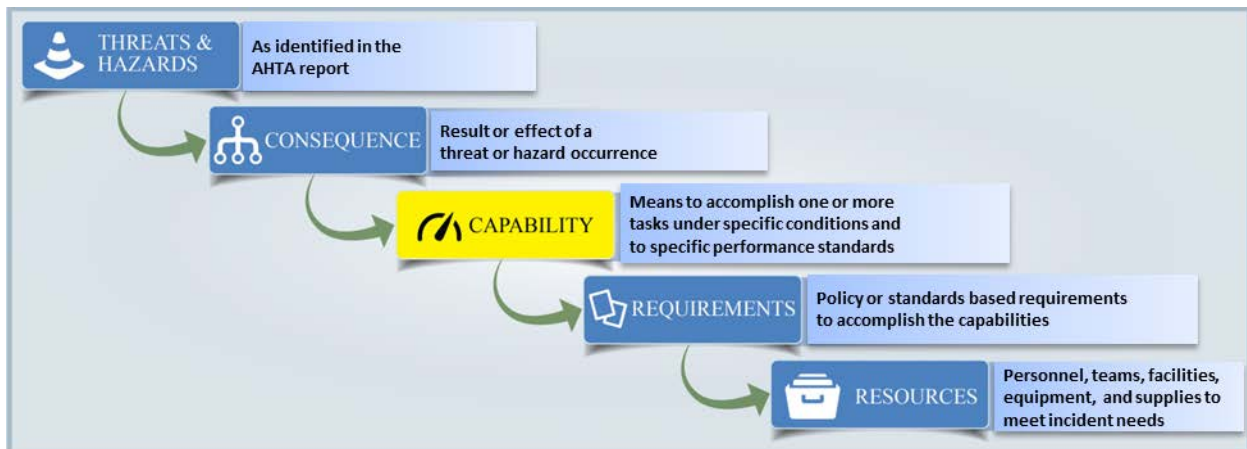 THREATS &
HAZARDS
As identified in the
AHTA report
CONSEQUENCE
Result or effect of a
threat or hazard occurrence
CAPABILITY
Means to accomplish one or more
tasks under specific conditions and
to specific performance standards
REQUIREMENTS
Policy or standards based requirements
to accomplish the capabilities
RESOURCES
Personnel, teams, facilities,
equipment, and supplies to
meet incident needs